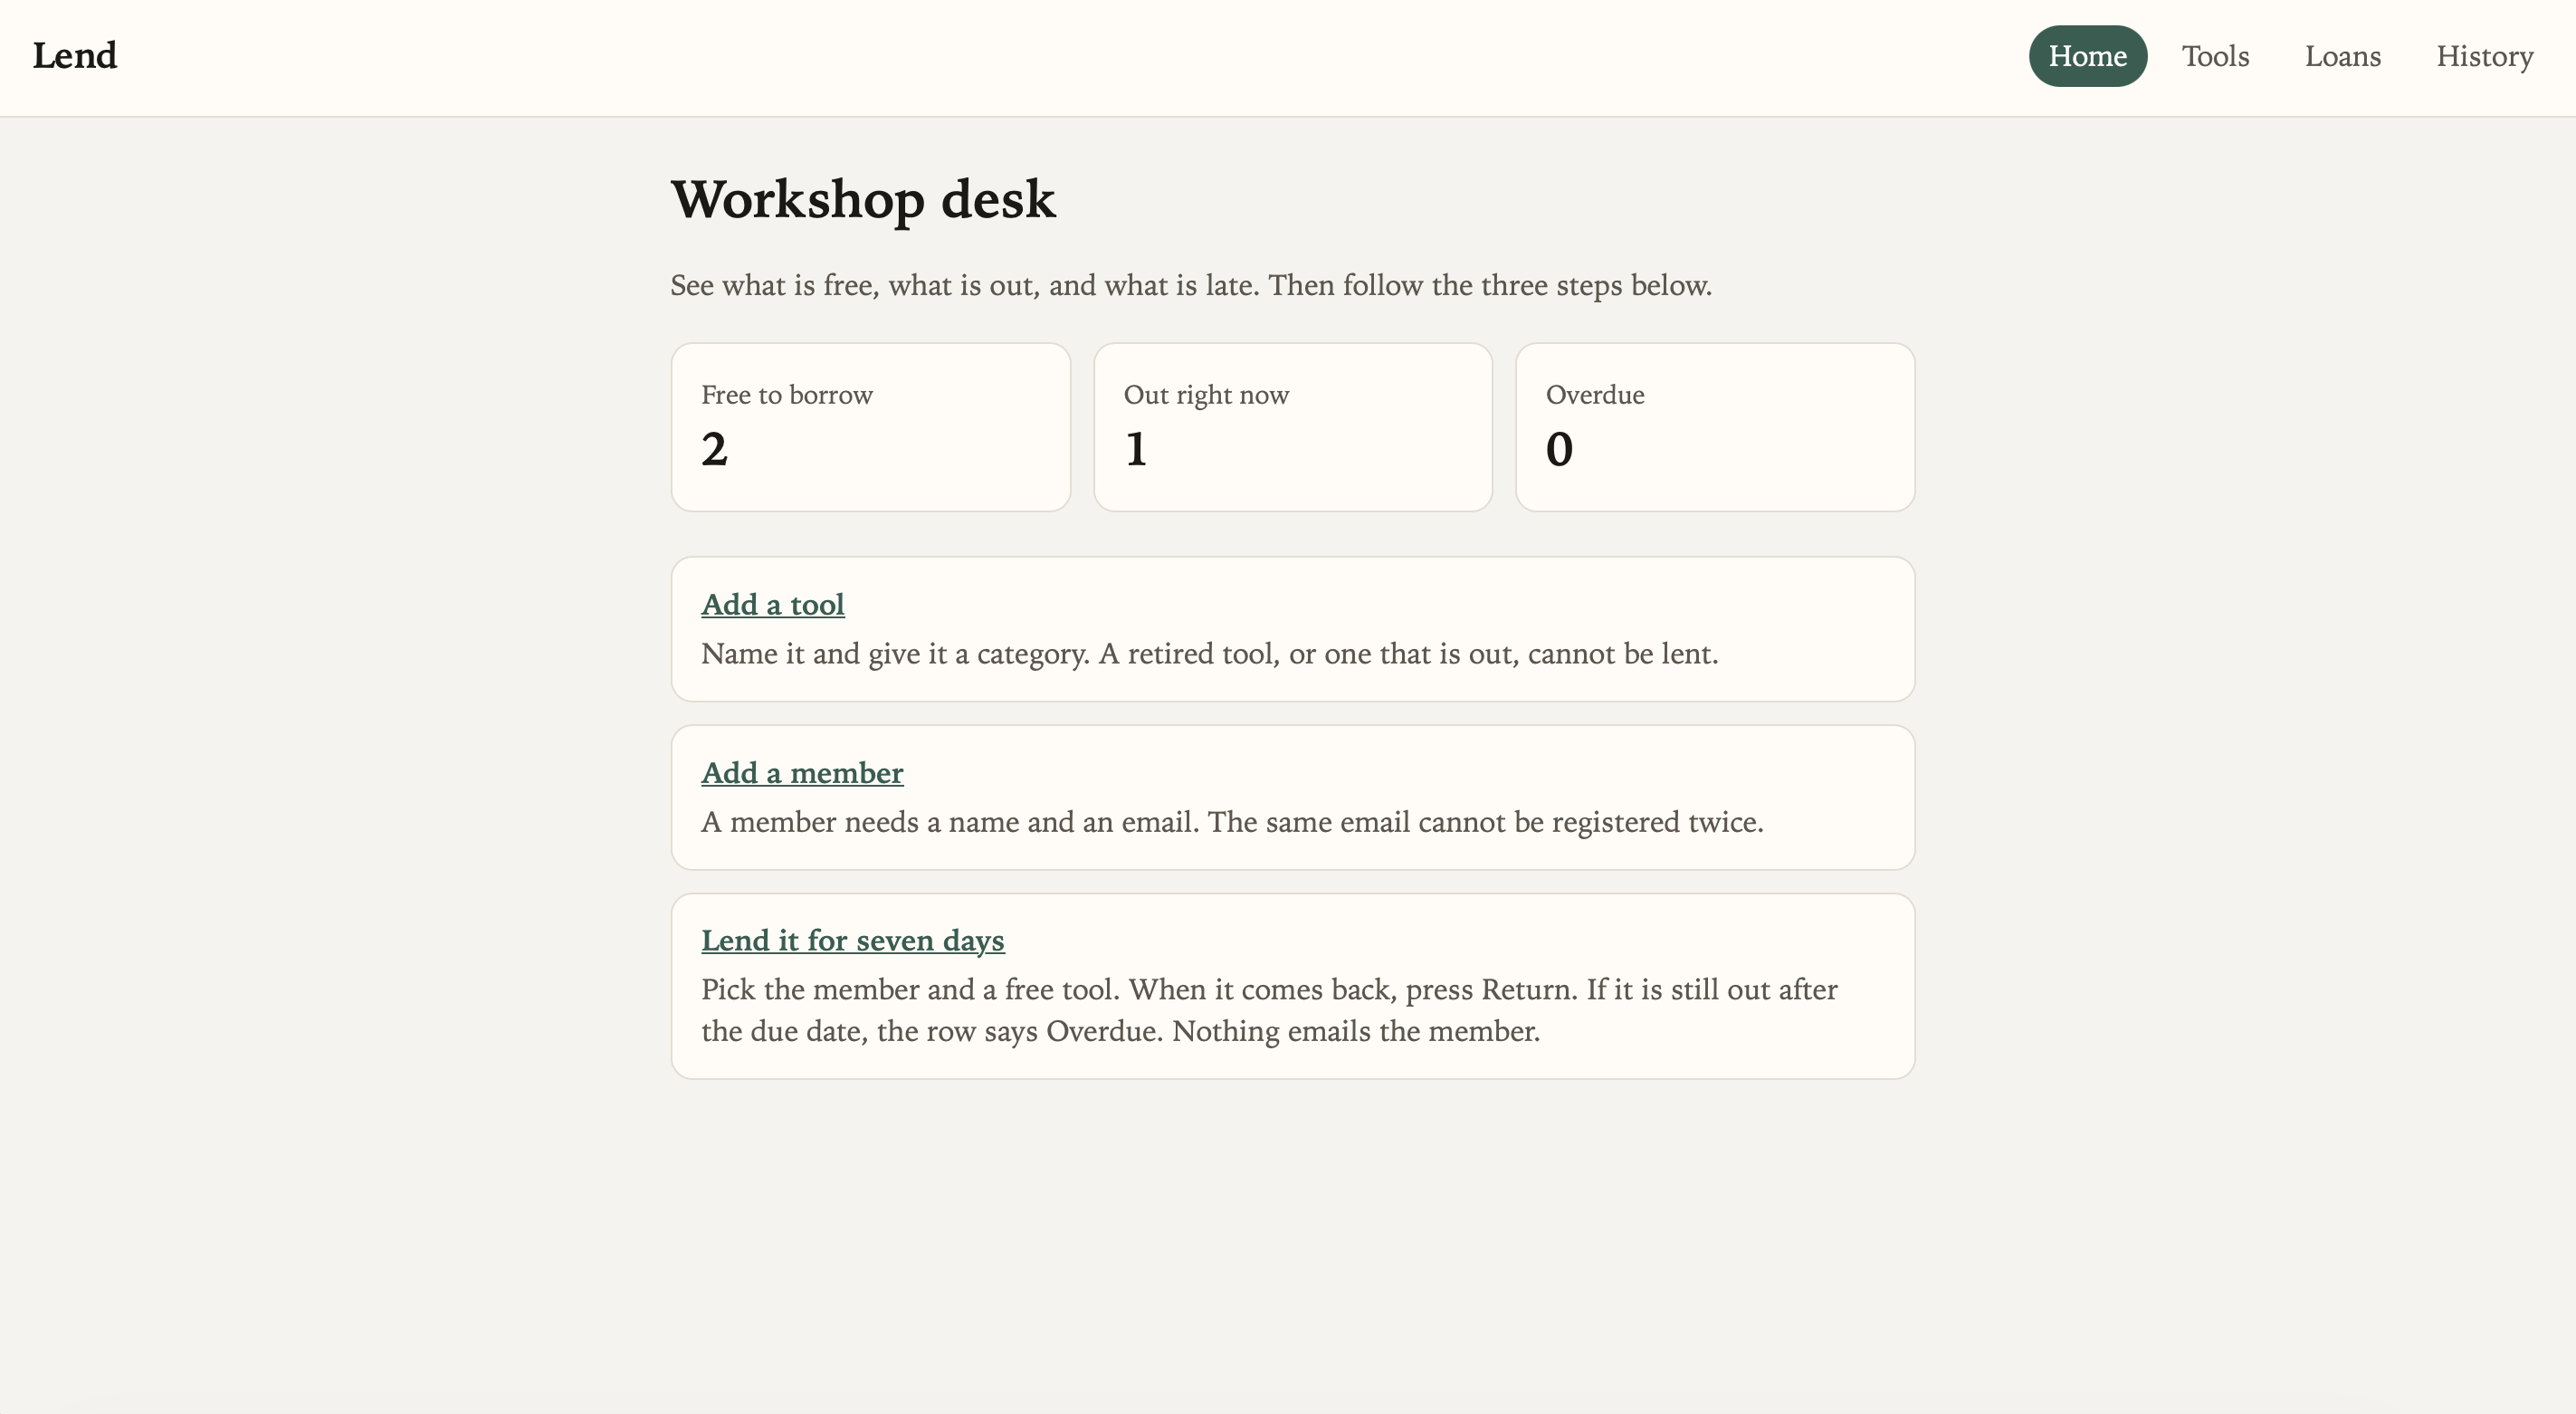 Lend
Home
Tools
Loans
History
Workshop desk
See what is free, what is out, and what is late. Then follow the three steps below.
Free to borrow
2
Out right now
1
Overdue
0
Add a tool
Name it and give it a category. A retired tool, or one that is out, cannot be lent.
Add a member
A member needs a name and an email. The same email cannot be registered twice.
Lend it for seven days
Pick the member and a free tool. When it comes back, press Return. If it is still out after
the due date, the row says Overdue. Nothing emails the member.